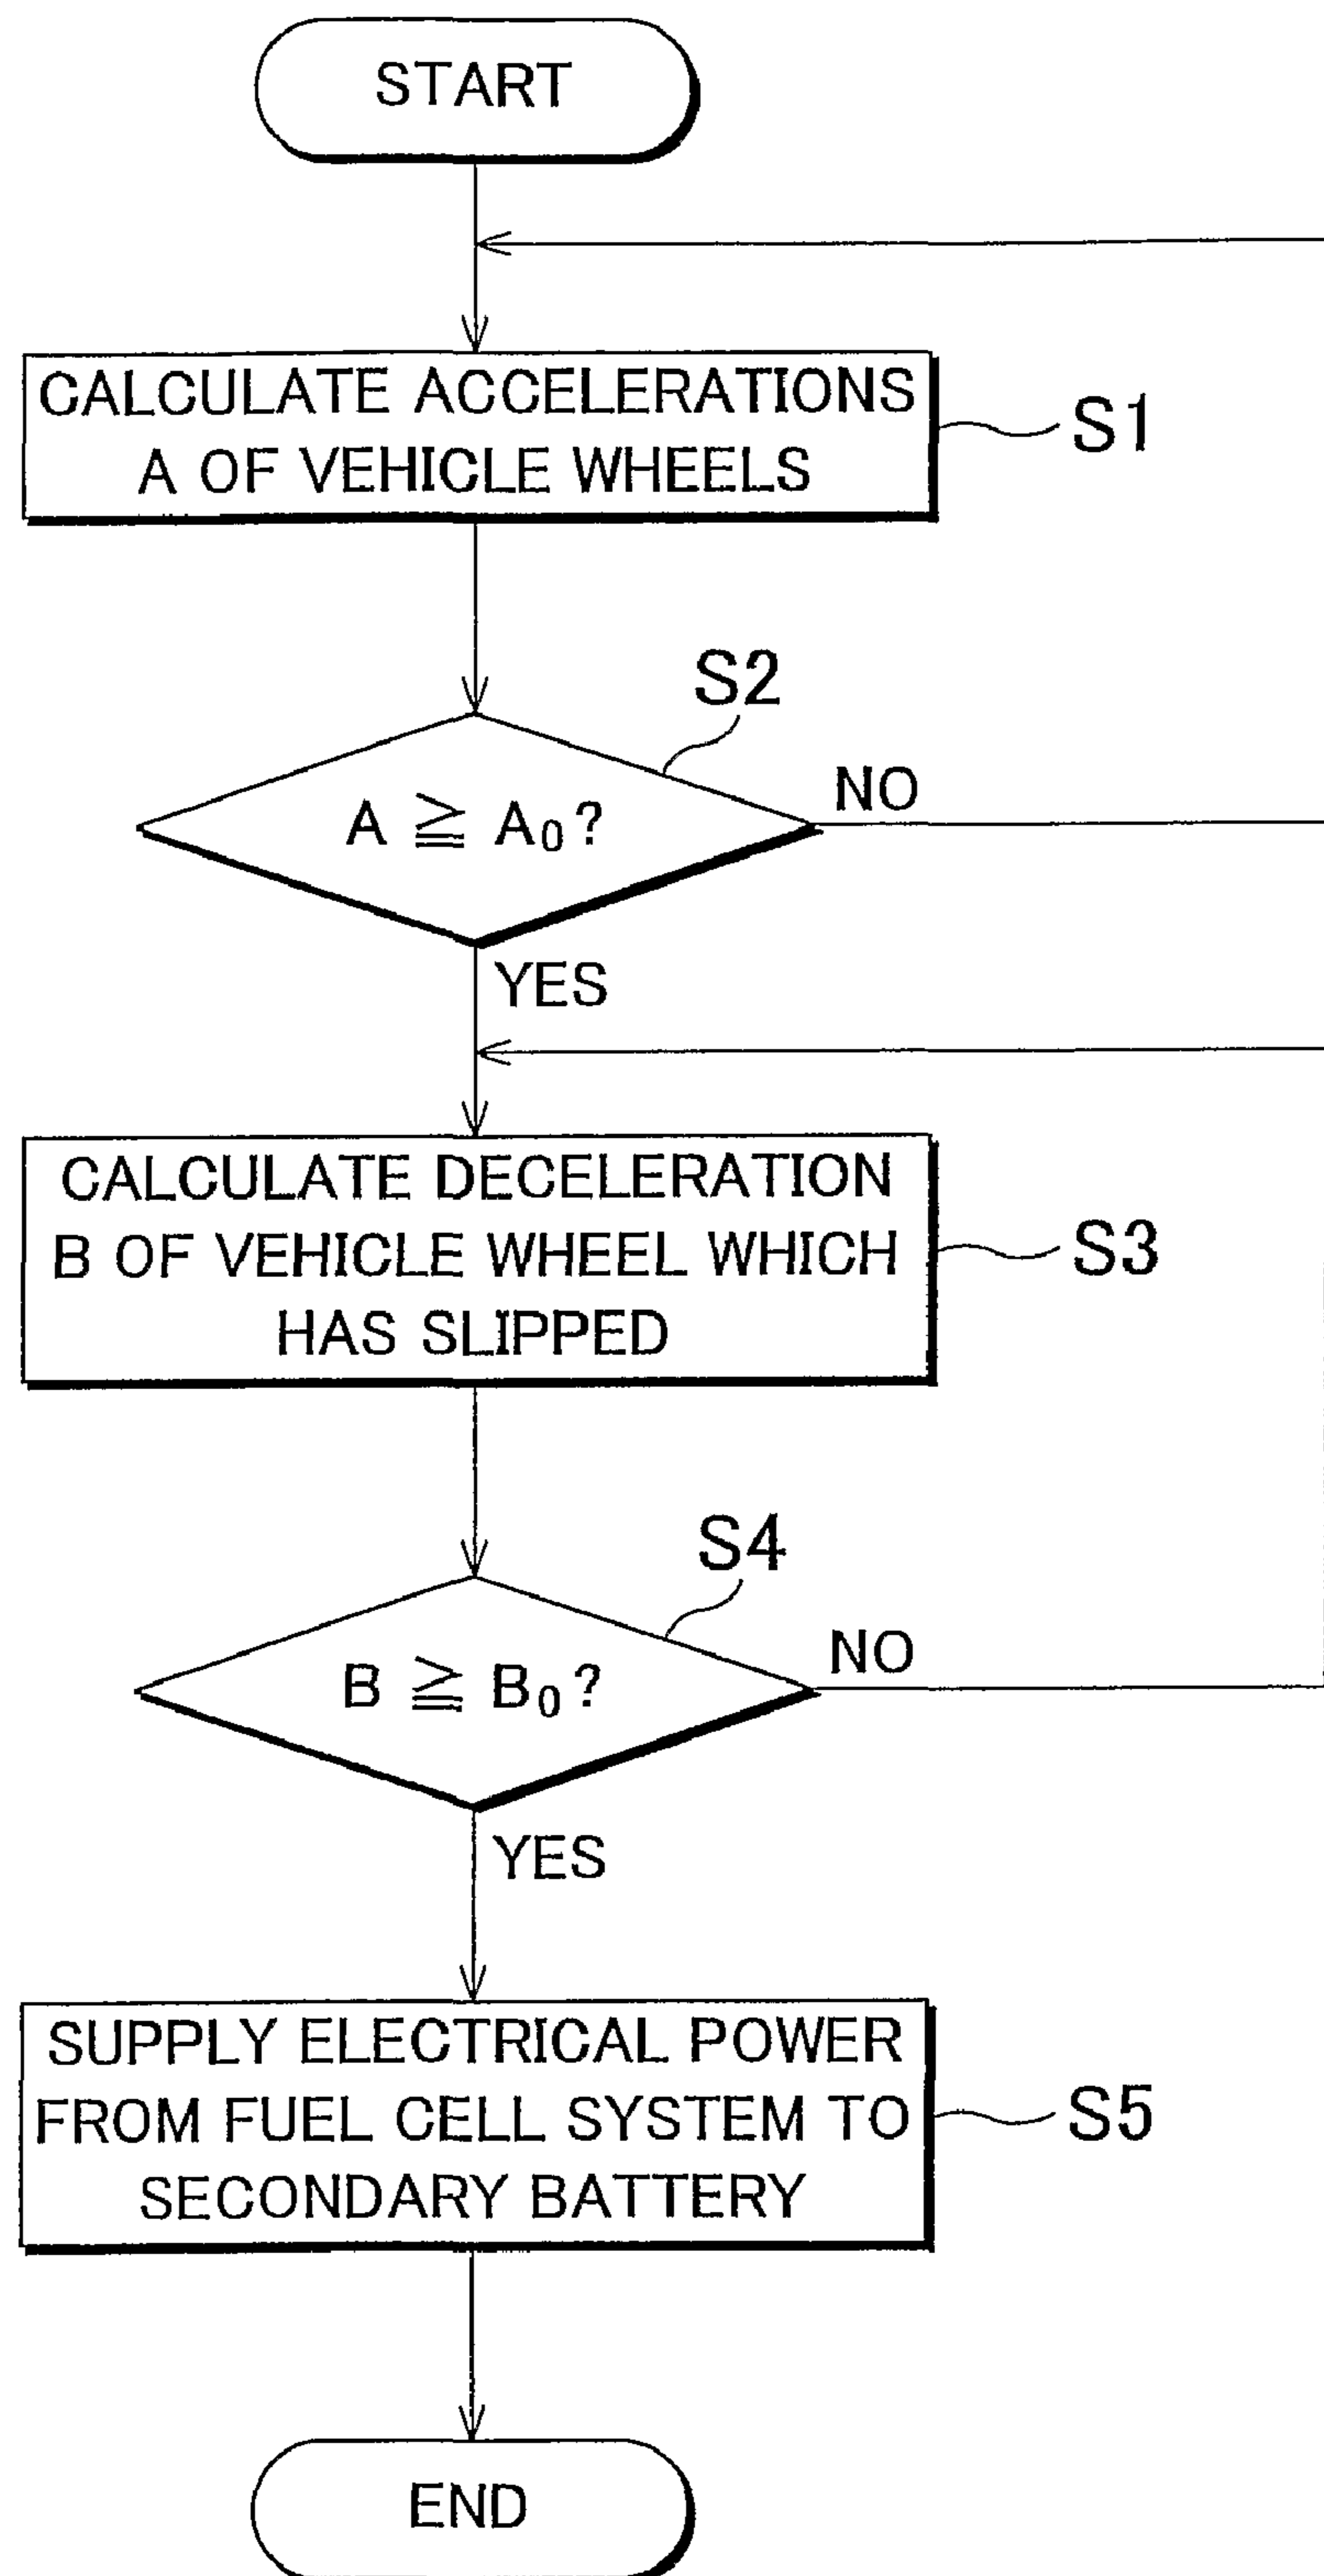 START
CALCULATE ACCELERATIONS
A OF VEHICLE WHEELS
S1
S2
A ≧ A₀?
NO
YES
CALCULATE DECELERATION
B OF VEHICLE WHEEL WHICH
HAS SLIPPED
S3
S4
B ≧ B₀?
NO
YES
SUPPLY ELECTRICAL POWER
FROM FUEL CELL SYSTEM TO
SECONDARY BATTERY
S5
END